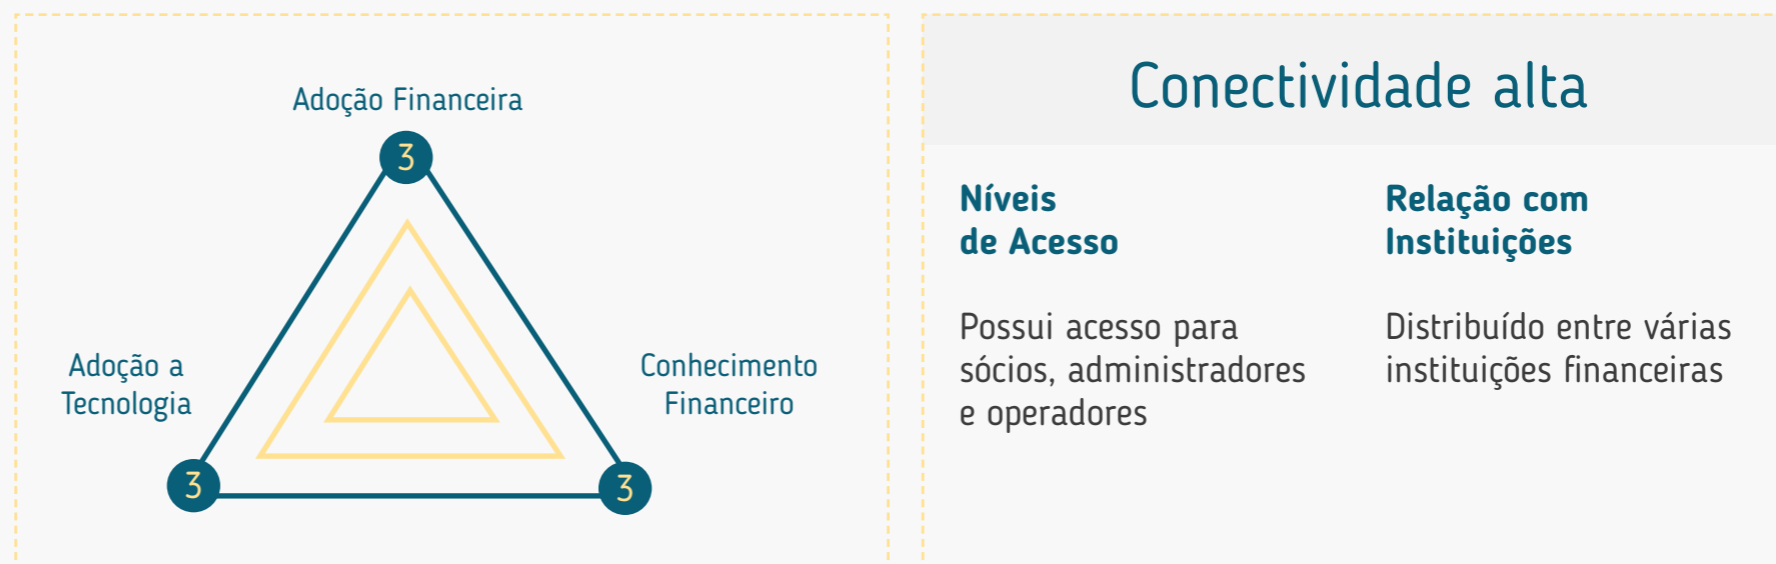 Adoção Financeira
3
Adoção a
Tecnologia
Conhecimento
Financeiro
3
3
Conectividade alta
Níveis
de Acesso
Possui acesso para
sócios, administradores
e operadores
Relação com
Instituições
Distribuído entre várias
instituições financeiras